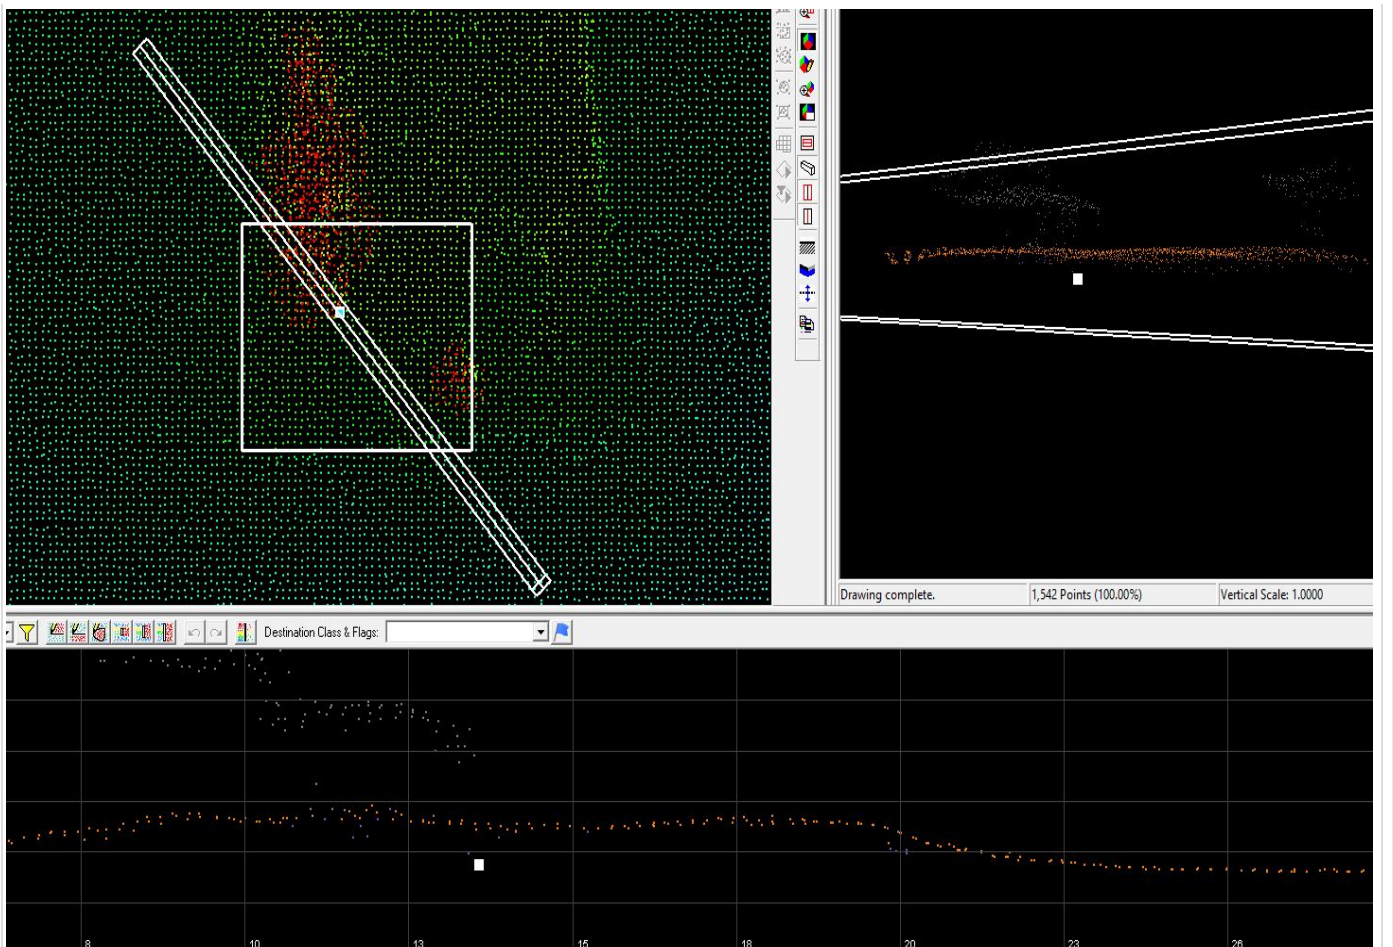 Drawing complete. 1,542 Points (100.00%) Vertical Scale: 1.0000
Destination Class & Flags:
8 10 13 15 18 20 23 26